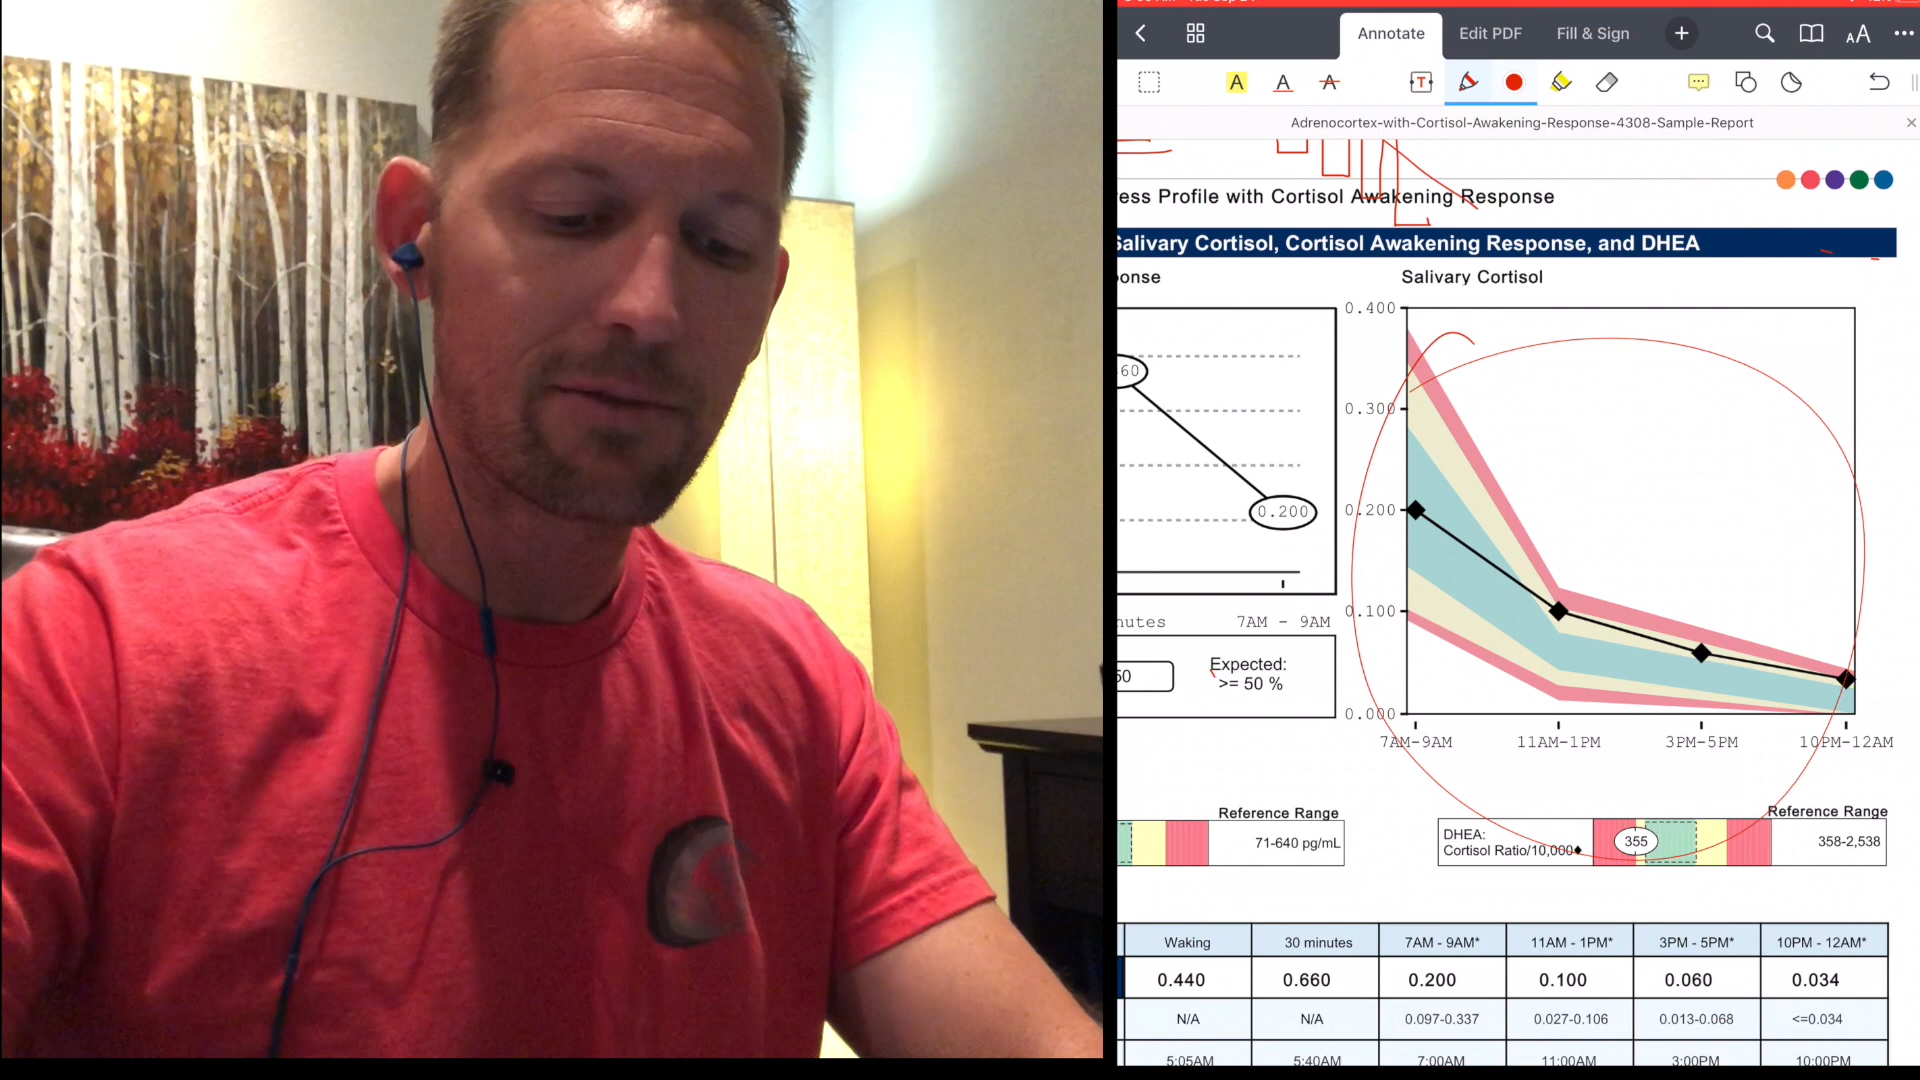 Annotate
Edit PDF
Fill & Sign
+
AA
A
A
A
T
Adrenocortex-with-Cortisol-Awakening-Response-4308-Sample-Report
ress Profile with Cortisol Awakening Response
Salivary Cortisol, Cortisol Awakening Response, and DHEA
onse
Salivary Cortisol
60
0.200
nutes
7AM - 9AM
50
Expected:
>= 50 %
0.400
0.300
0.200
0.100
0.000
7AM-9AM
11AM-1PM
3PM-5PM
10PM-12AM
Reference Range
71-640 pg/mL
Reference Range
DHEA:
Cortisol Ratio/10,000♦
355
358-2,538
Waking 30 minutes 7AM - 9AM* 11AM - 1PM* 3PM - 5PM* 10PM - 12AM*
0.440 0.660 0.200 0.100 0.060 0.034
N/A N/A 0.097-0.337 0.027-0.106 0.013-0.068 <=0.034
5:05AM 5:40AM 7:00AM 11:00AM 3:00PM 10:00PM